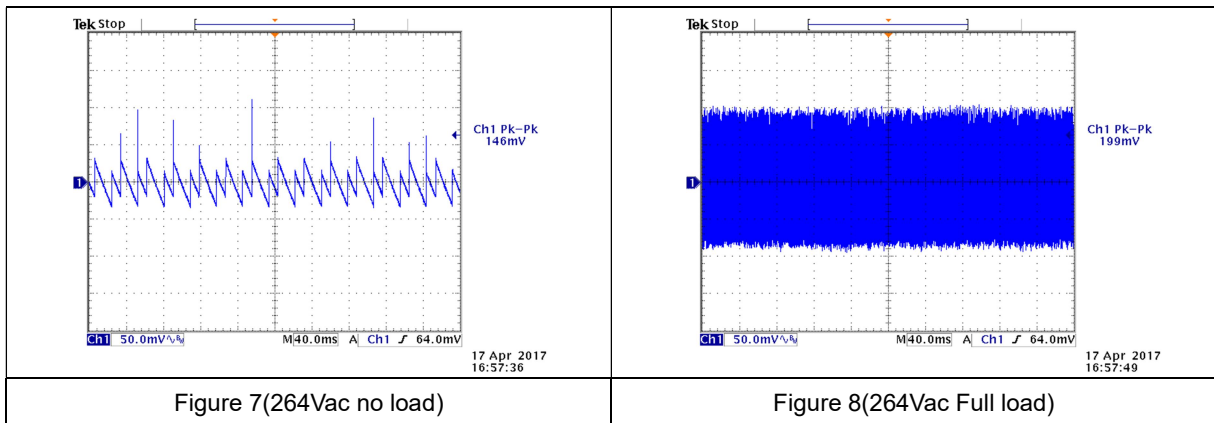 Tek Stop
Ch1 Pk-Pk
146mV
1
Ch1 50.0mV∿ M 40.0ms A Ch1 ƒ 64.0mV
17 Apr 2017
16:57:36
Tek Stop
Ch1 Pk-Pk
199mV
1
Ch1 50.0mV∿ M 40.0ms A Ch1 ƒ 64.0mV
17 Apr 2017
16:57:49
Figure 7(264Vac no load)
Figure 8(264Vac Full load)